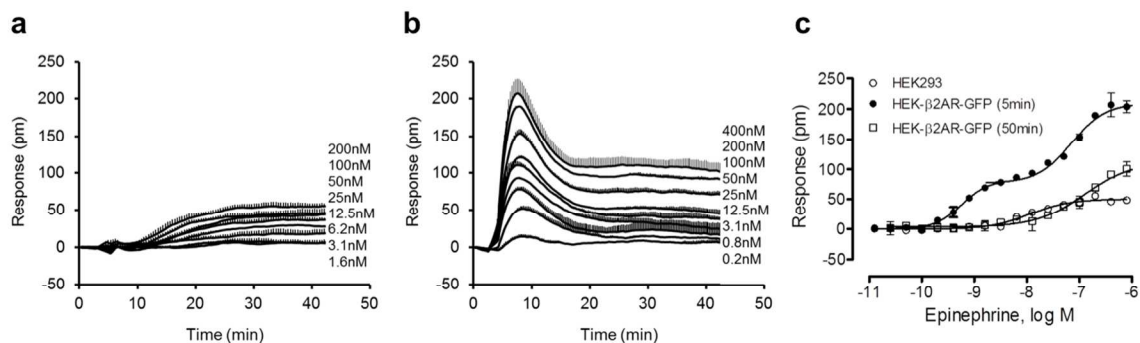 a
250
200
150
100
50
0
-50
Response (pm)
0 10 20 30 40 50
Time (min)
200nM
100nM
50nM
25nM
12.5nM
6.2nM
3.1nM
1.6nM
b
250
200
150
100
50
0
-50
Response (pm)
0 10 20 30 40 50
Time (min)
400nM
200nM
100nM
50nM
25nM
12.5nM
3.1nM
0.8nM
0.2nM
c
250
200
150
100
50
0
-50
Response (pm)
HEK293
HEK-β2AR-GFP (5min)
HEK-β2AR-GFP (50min)
-11 -10 -9 -8 -7 -6
Epinephrine, log M